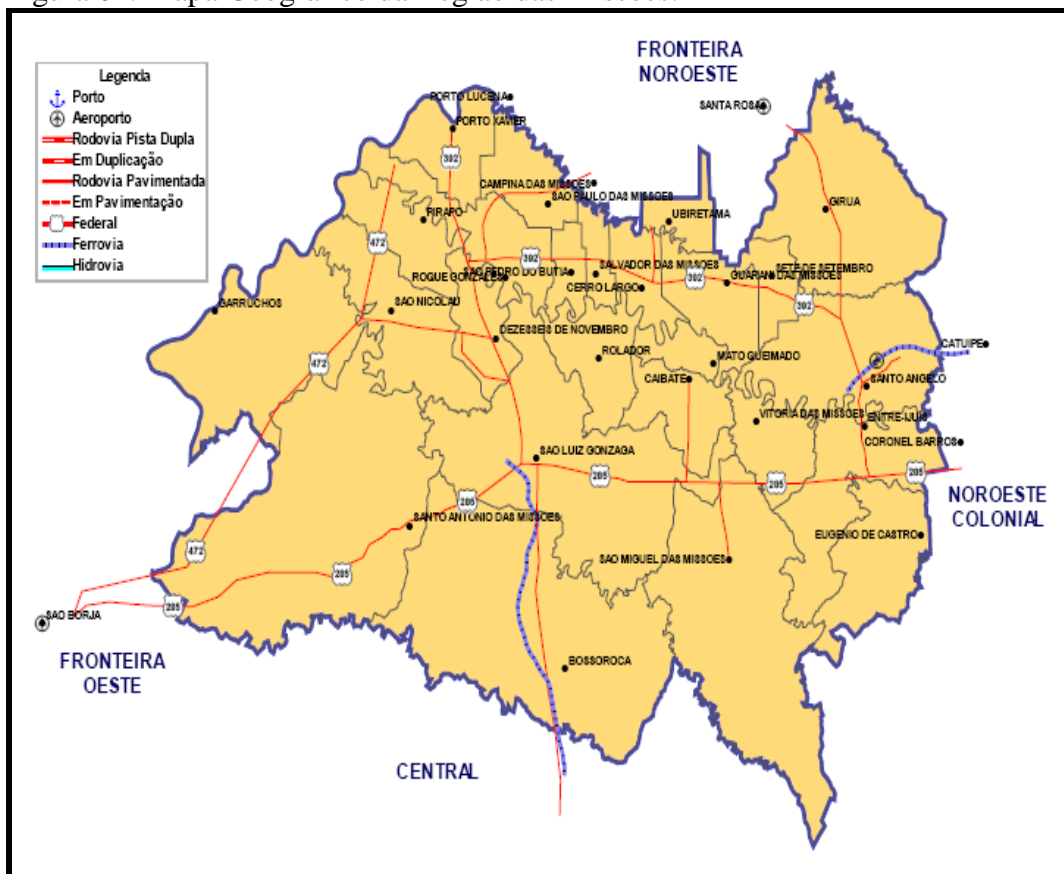 FRONTEIRA
NOROESTE
Legenda
Porto
Aeroporto
Rodovia Pista Dupla
Em Duplicação
Rodovia Pavimentada
Em Pavimentação
Federal
Ferrovia
Hidrovia
PORTO LUCENA
SANTA ROSA
PORTO XAVIER
392
CAMPINA DAS MISSOES
SAO PAULO DAS MISSOES
PIRAPO
UBIRETAMA
GIRUA
472
392
ROQUE GONZALES
SAO PEDRO DO BUTIA
SALVADOR DAS MISSOES
SETE DE SETEMBRO
GUARANI DAS MISSOES
392
CERRO LARGO
392
GARRUCHOS
SAO NICOLAU
DEZESSEIS DE NOVEMBRO
CATUIPE
ROLADOR
MATO QUEIMADO
472
CAIBATE
SANTO ANGELO
VITORIA DAS MISSOES
ENTRE-IJUIS
CORONEL BARROS
SAO LUIZ GONZAGA
285
285
285
285
NOROESTE
COLONIAL
SANTO ANTONIO DAS MISSOES
EUGENIO DE CASTRO
472
SAO MIGUEL DAS MISSOES
285
285
SAO BORJA
FRONTEIRA
OESTE
BOSSOROCA
CENTRAL